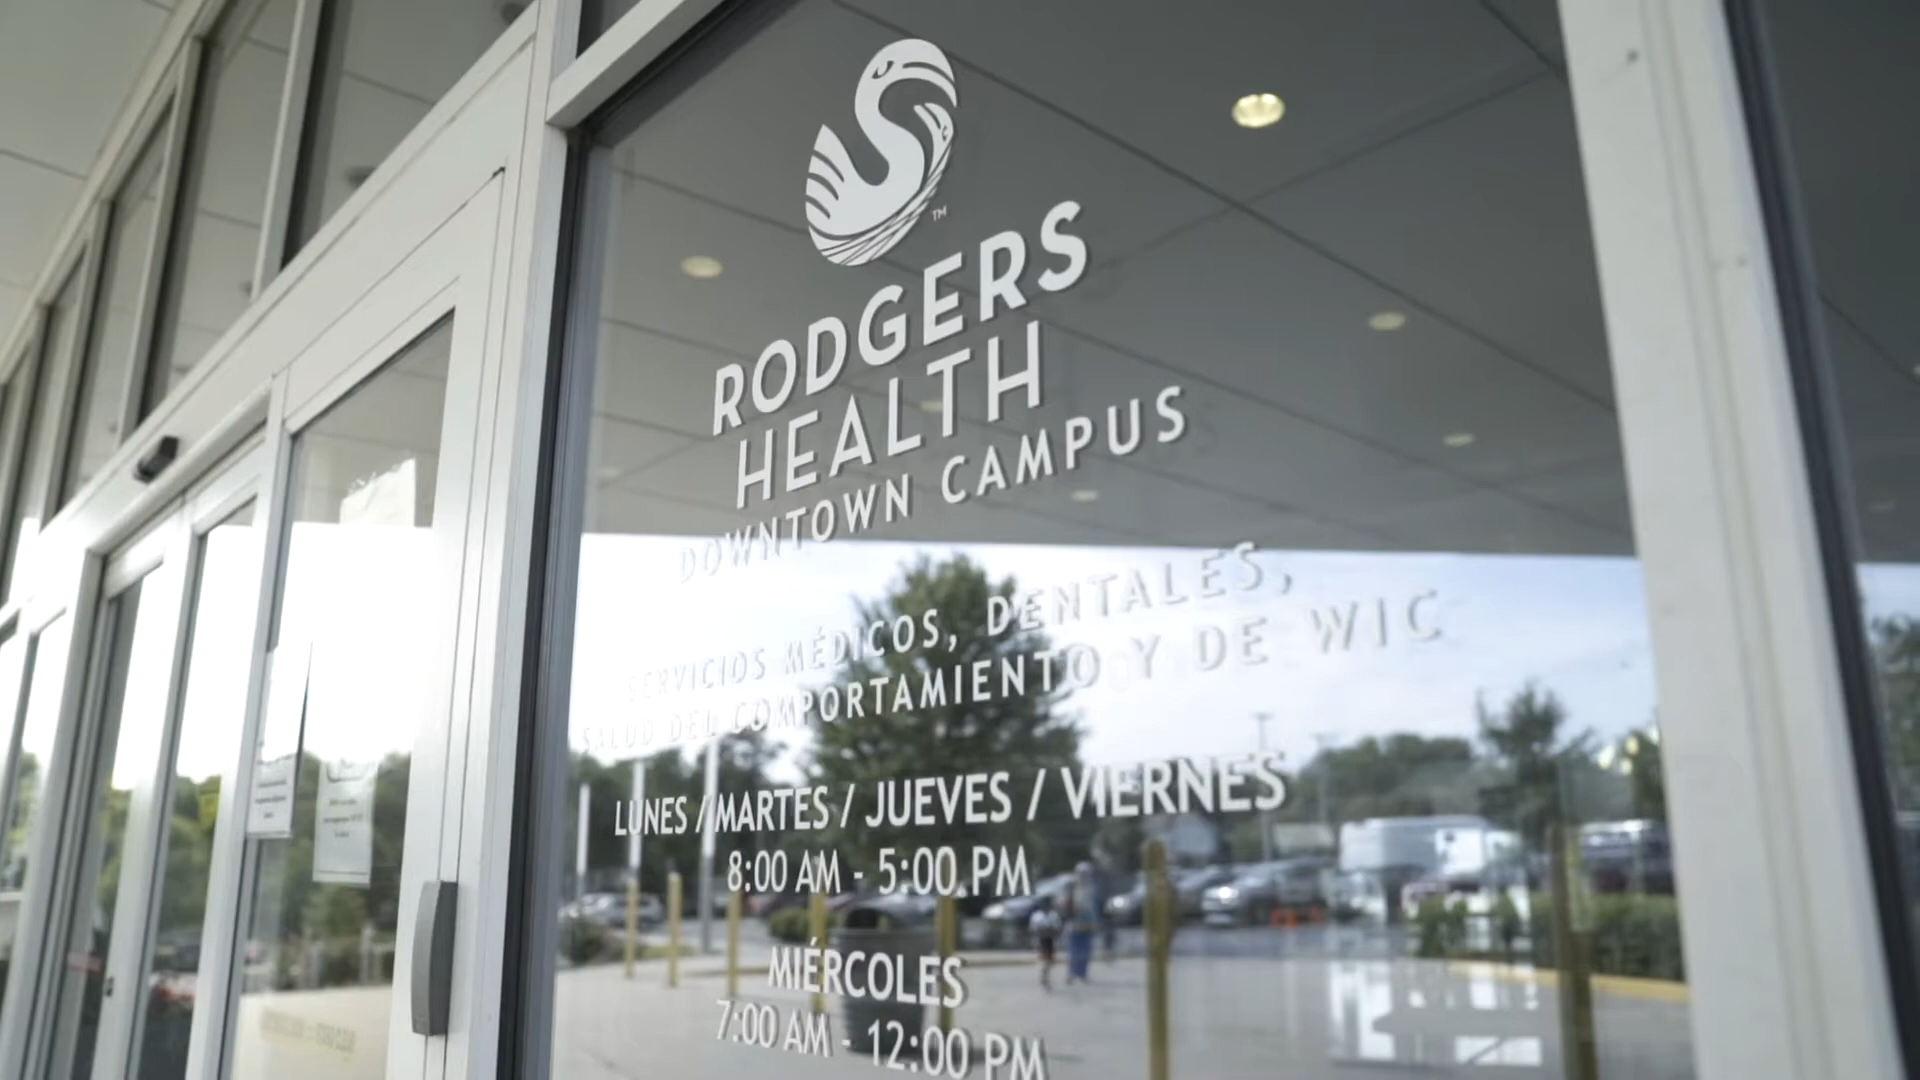 TM
RODGERS
HEALTH
DOWNTOWN CAMPUS
SERVICIOS MÉDICOS, DENTALES,
SALUD DEL COMPORTAMIENTO Y DE WIC
LUNES / MARTES / JUEVES / VIERNES
8:00 AM - 5:00 PM
MIÉRCOLES
7:00 AM - 12:00 PM